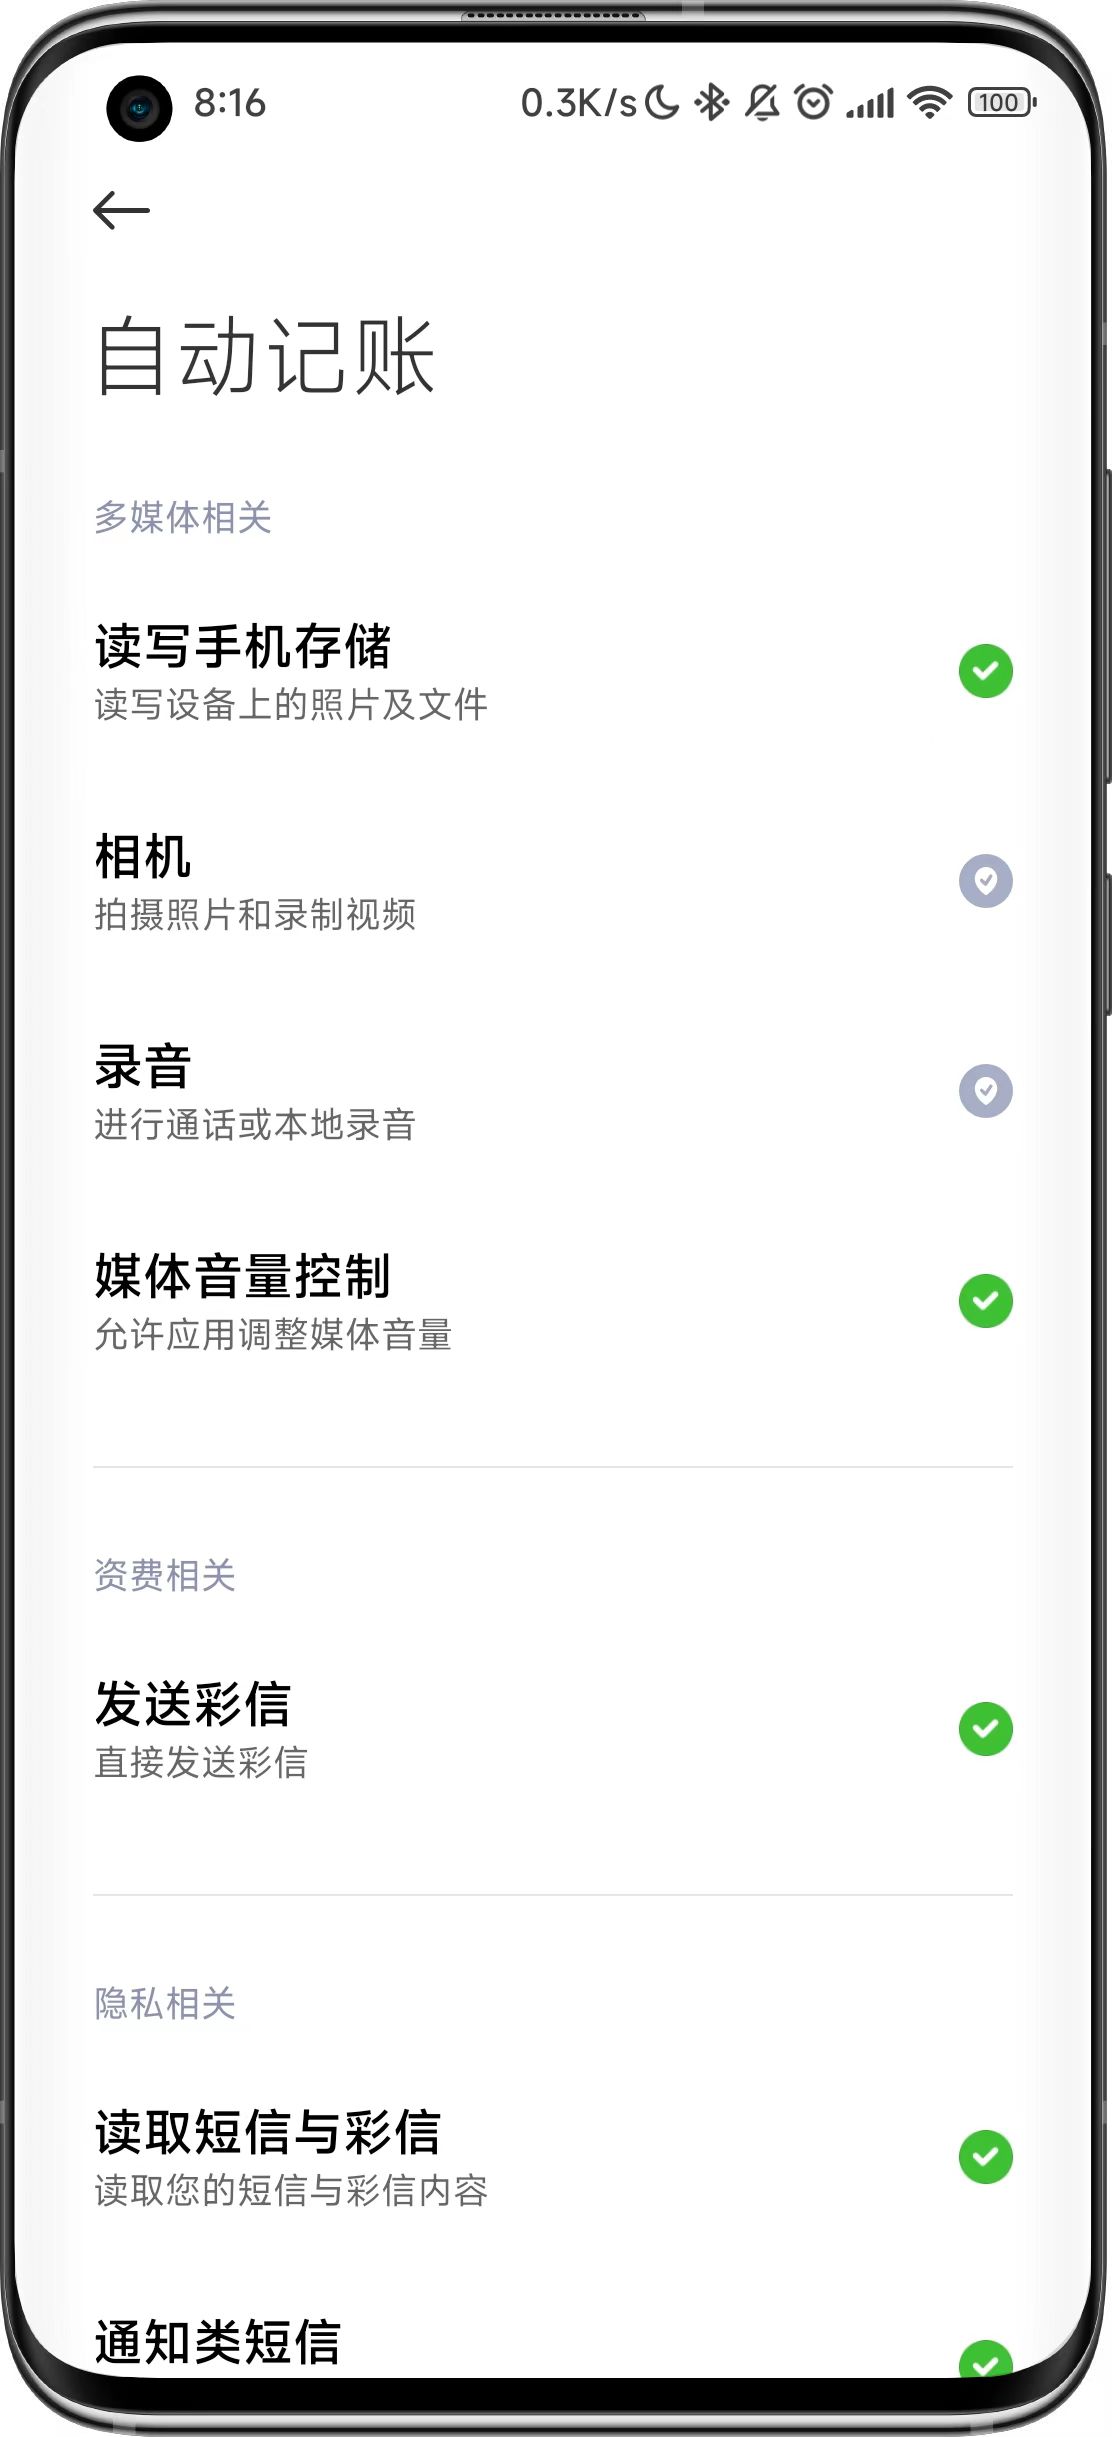 8:16
0.3K/s
100
自动记账
多媒体相关
读写手机存储
读写设备上的照片及文件
相机
拍摄照片和录制视频
录音
进行通话或本地录音
媒体音量控制
允许应用调整媒体音量
资费相关
发送彩信
直接发送彩信
隐私相关
读取短信与彩信
读取您的短信与彩信内容
通知类短信